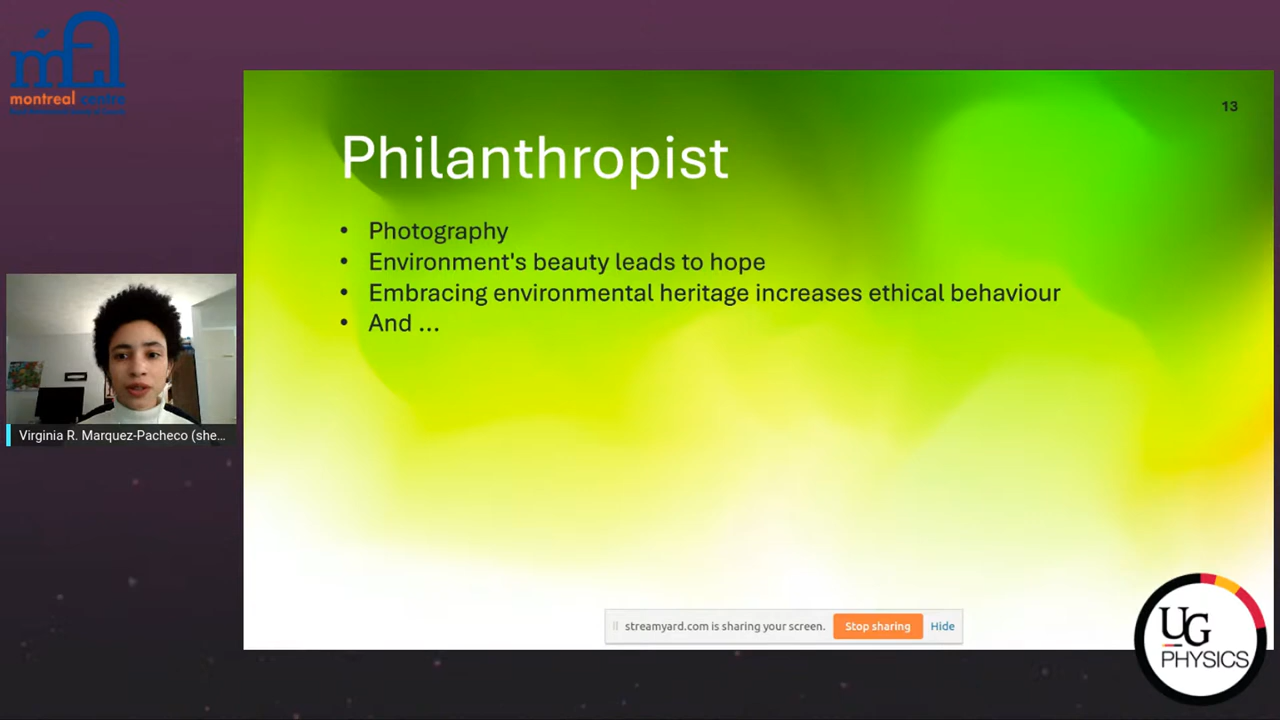 montreal centre
13
Philanthropist
• Photography
• Environment's beauty leads to hope
• Embracing environmental heritage increases ethical behaviour
• And ...
Virginia R. Marquez-Pacheco (she...
streamyard.com is sharing your screen. Stop sharing Hide
UG
PHYSICS